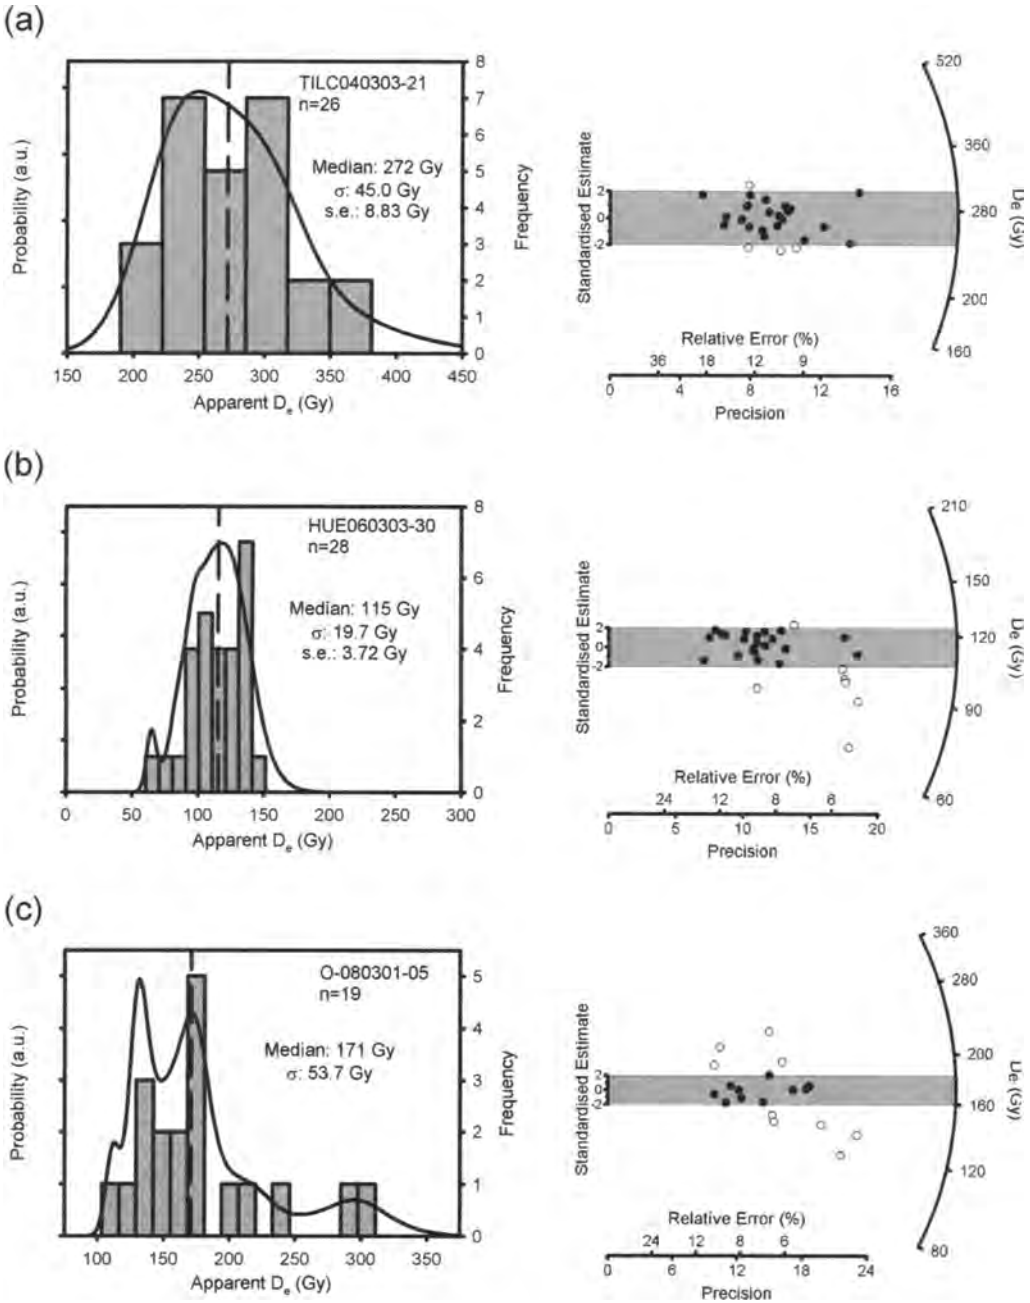 (a)
TILC040303-21
n=26
Median: 272 Gy
σ: 45.0 Gy
s.e.: 8.83 Gy
Probability (a.u.)
Frequency
8
7
6
5
4
3
2
1
0
150 200 250 300 350 400 450
Apparent De (Gy)
Standardised Estimate
2
0
-2
520
360
280
200
160
De (Gy)
Relative Error (%)
36 18 12 9
0 4 8 12 16
Precision
(b)
HUE060303-30
n=28
Median: 115 Gy
σ: 19.7 Gy
s.e.: 3.72 Gy
Probability (a.u.)
Frequency
8
6
4
2
0
0 50 100 150 200 250 300
Apparent De (Gy)
Standardised Estimate
2
0
-2
210
150
120
90
60
De (Gy)
Relative Error (%)
24 12 8 6
0 5 10 15 20
Precision
(c)
O-080301-05
n=19
Median: 171 Gy
σ: 53.7 Gy
Probability (a.u.)
Frequency
5
4
3
2
1
0
100 150 200 250 300 350
Apparent De (Gy)
Standardised Estimate
2
0
-2
360
280
200
160
120
80
De (Gy)
Relative Error (%)
24 12 8 6
0 6 12 18 24
Precision